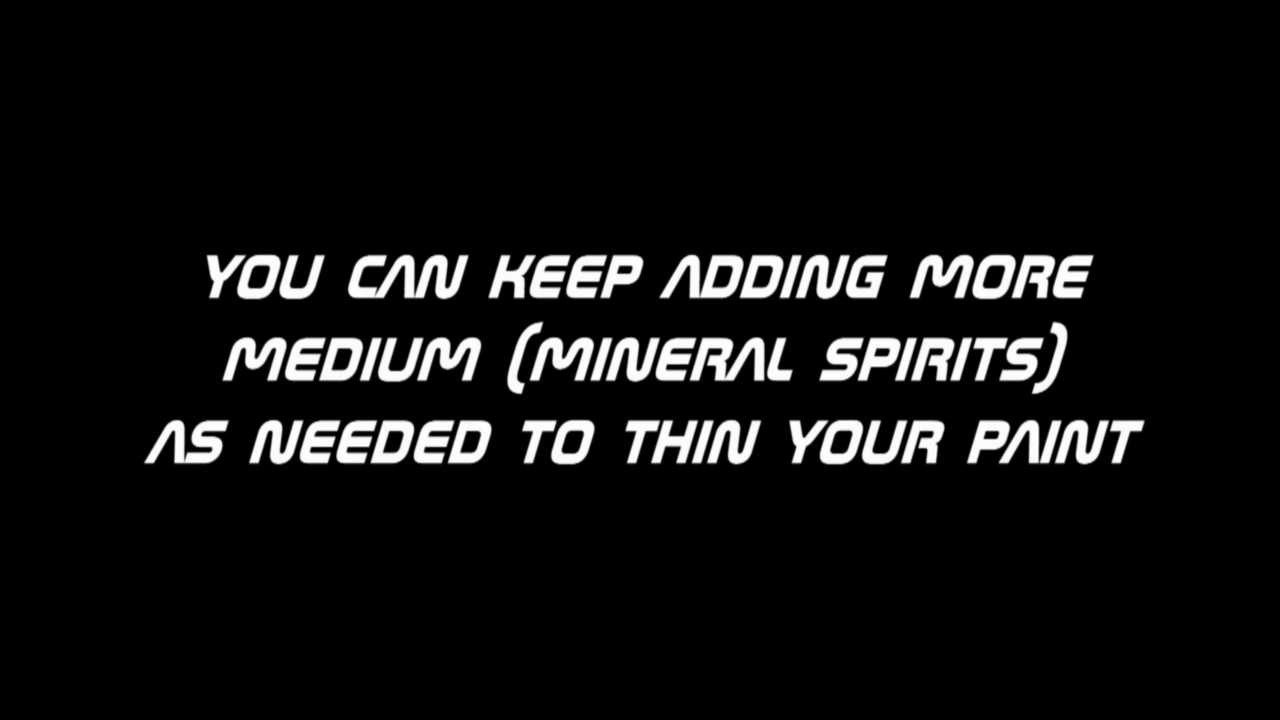 YOU CAN KEEP ADDING MORE
MEDIUM (MINERAL SPIRITS)
AS NEEDED TO THIN YOUR PAINT